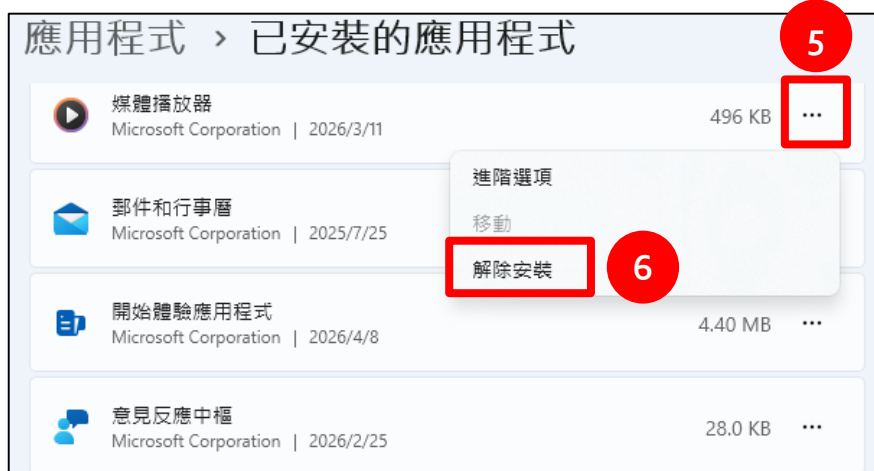 應用程式 › 已安裝的應用程式
5
媒體播放器
Microsoft Corporation | 2026/3/11
496 KB
進階選項
郵件和行事曆
Microsoft Corporation | 2025/7/25
移動
解除安裝
6
開始體驗應用程式
Microsoft Corporation | 2026/4/8
4.40 MB
意見反應中樞
Microsoft Corporation | 2026/2/25
28.0 KB